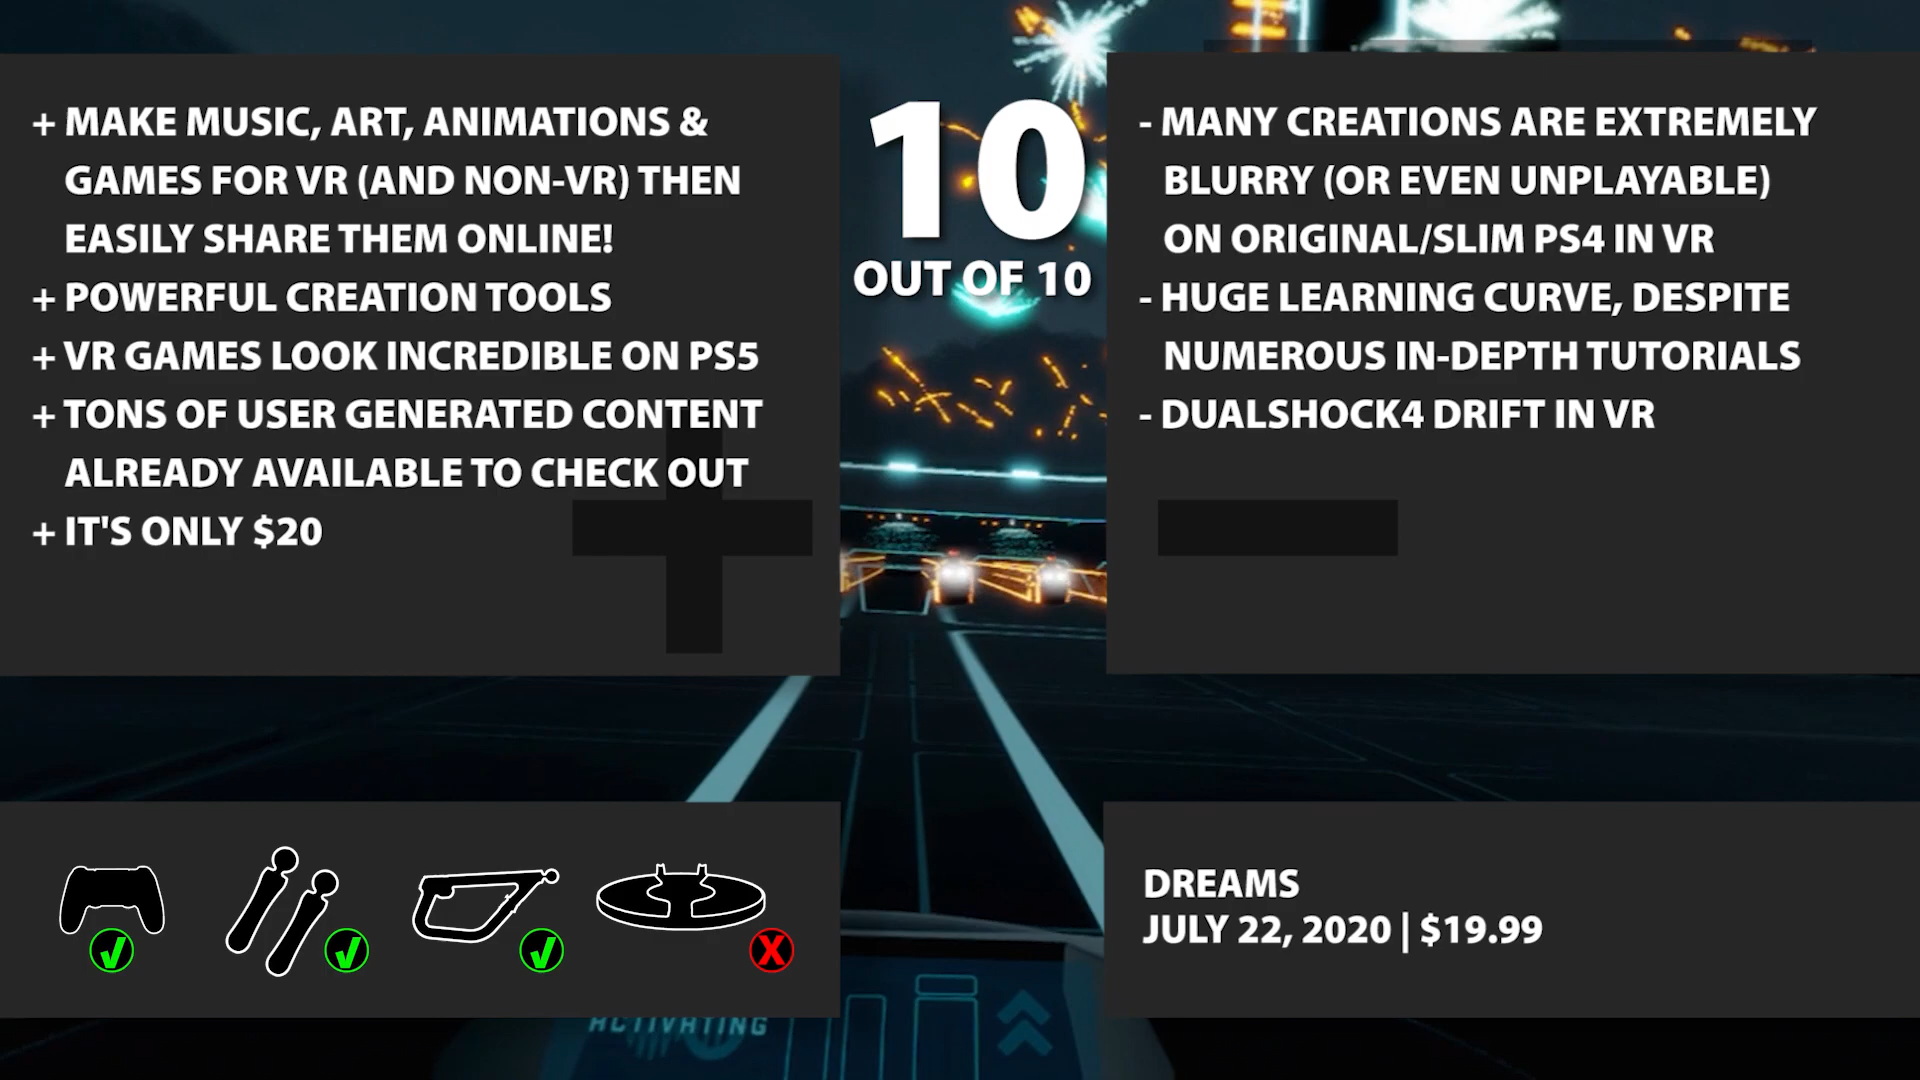 + MAKE MUSIC, ART, ANIMATIONS &
GAMES FOR VR (AND NON-VR) THEN
EASILY SHARE THEM ONLINE!
+ POWERFUL CREATION TOOLS
+ VR GAMES LOOK INCREDIBLE ON PS5
+ TONS OF USER GENERATED CONTENT
ALREADY AVAILABLE TO CHECK OUT
+ IT'S ONLY $20
10
OUT OF 10
- MANY CREATIONS ARE EXTREMELY
BLURRY (OR EVEN UNPLAYABLE)
ON ORIGINAL/SLIM PS4 IN VR
- HUGE LEARNING CURVE, DESPITE
NUMEROUS IN-DEPTH TUTORIALS
- DUALSHOCK4 DRIFT IN VR
X
DREAMS
JULY 22, 2020 | $19.99
ACTIVATING